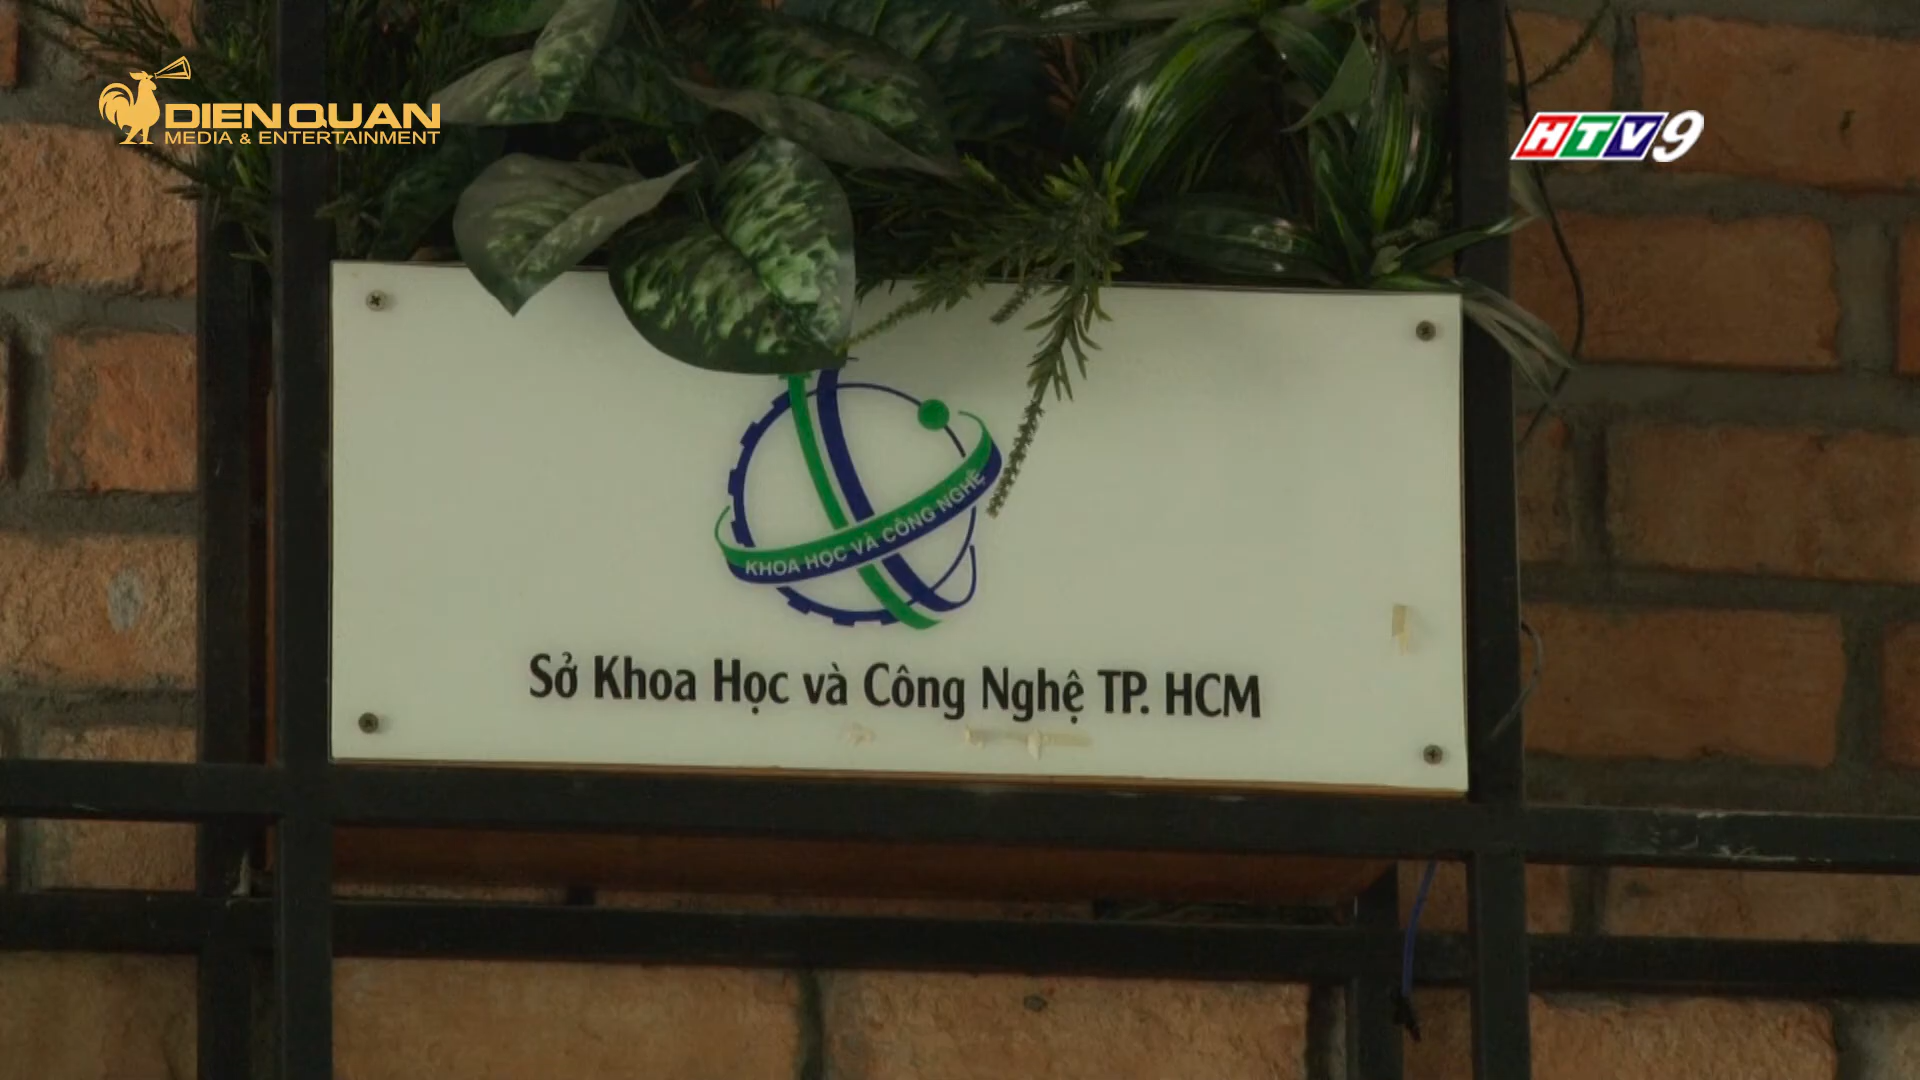 DIEN QUAN
MEDIA & ENTERTAINMENT
HTV9
KHOA HỌC VÀ CÔNG NGHỆ
Sở Khoa Học và Công Nghệ TP. HCM